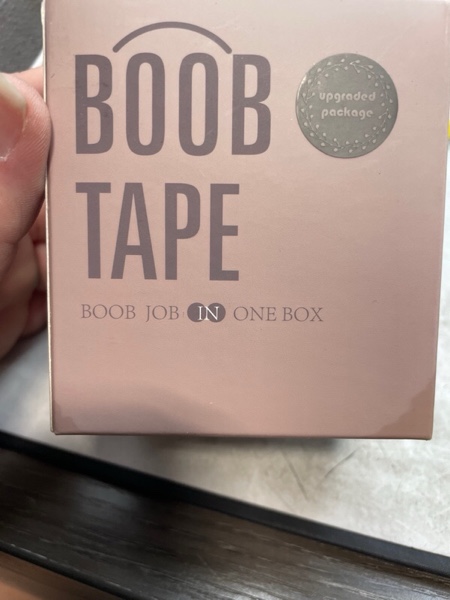 BOOB
TAPE
upgraded
package
BOOB JOB IN ONE BOX